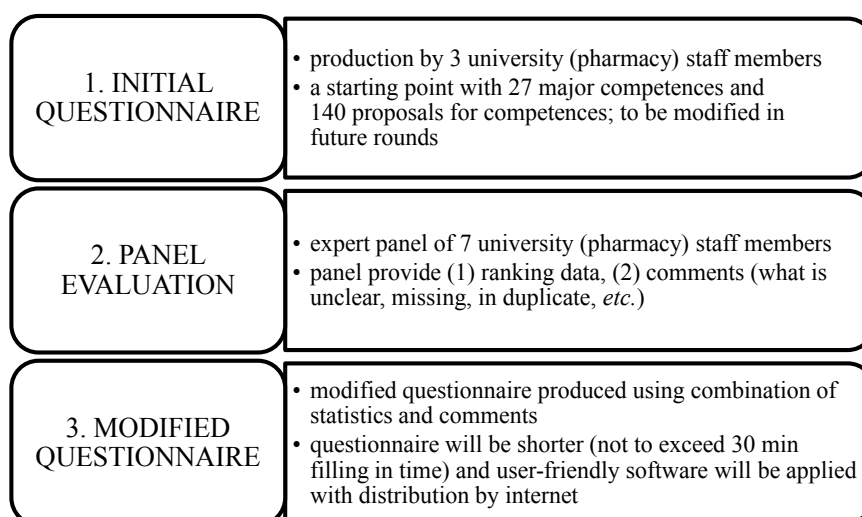 1. INITIAL
QUESTIONNAIRE
• production by 3 university (pharmacy) staff members
• a starting point with 27 major competences and
140 proposals for competences; to be modified in
future rounds
2. PANEL
EVALUATION
• expert panel of 7 university (pharmacy) staff members
• panel provide (1) ranking data, (2) comments (what is
unclear, missing, in duplicate, etc.)
3. MODIFIED
QUESTIONNAIRE
• modified questionnaire produced using combination of
statistics and comments
• questionnaire will be shorter (not to exceed 30 min
filling in time) and user-friendly software will be applied
with distribution by internet